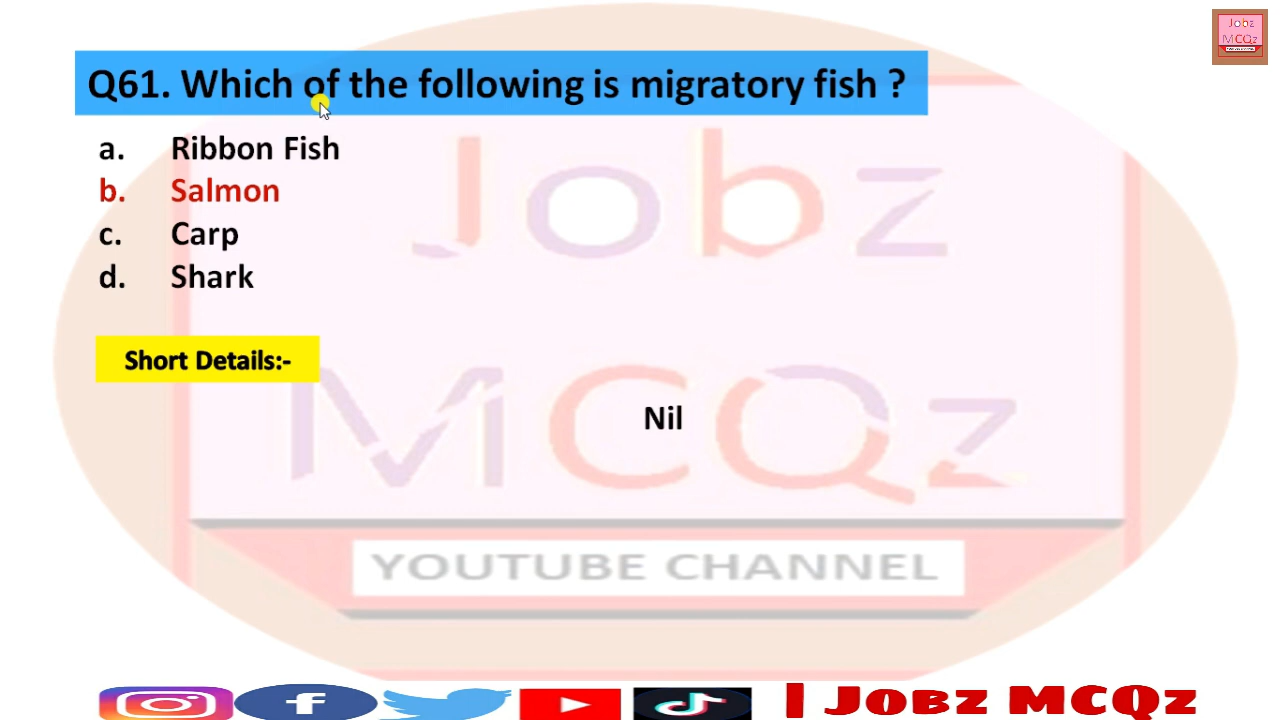 Jobz
MCQz
Q61. Which of the following is migratory fish ?
a. Ribbon Fish
b. Salmon
c. Carp
d. Shark
Short Details:-
Nil
Jobz
MCQz
YOUTUBE CHANNEL
| Jobz MCQz